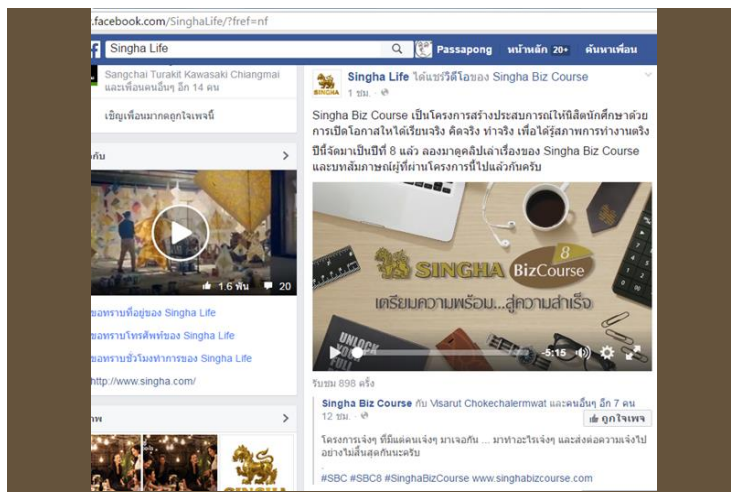 .facebook.com/SinghaLife/?fref=nf
Singha Life
Passapong หน้าหลัก 20+ ค้นหาเพื่อน
Sangchai Turakit Kawasaki Chiangmai
และเพื่อนคนอื่นๆ อีก 14 คน
เชิญเพื่อนมากดถูกใจเพจนี้
1.6 พัน 20
ขอทราบที่อยู่ของ Singha Life
ขอทราบโทรศัพท์ของ Singha Life
ขอทราบชั่วโมงทำการของ Singha Life
http://www.singha.com/
SINGHA
Singha Life ได้แชร์วิดีโอของ Singha Biz Course
1 ชม.
Singha Biz Course เป็นโครงการสร้างประสบการณ์ให้นิสิตนักศึกษาด้วย
การเปิดโอกาสให้ได้เรียนจริง คิดจริง ทำจริง เพื่อได้รู้สภาพการทำงานตริง
ปีนี้จัดมาเป็นปีที่ 8 แล้ว ลองมาดูคลิปเล่าเรื่องของ Singha Biz Course
และบทสัมภาษณ์ผู้ที่ผ่านโครงการนี้ไปแล้วกันครับ
SINGHA BizCourse 8
เตรียมความพร้อม...สู่ความสำเร็จ
UNLOCK
YOUR
FULL
-5:15
รับชม 898 ครั้ง
Singha Biz Course กับ Visarut Chokechalermwat และคนอื่นๆ อีก 7 คน
12 ชม.
ถูกใจเพจ
โครงการเจ๋งๆ ที่มีแต่คนเจ๋งๆ มาเจอกัน ... มาทำอะไรเจ๋งๆ และส่งต่อความเจ๋งไป
อย่างไม่สิ้นสุดกันนะครับ
.
#SBC #SBC8 #SinghaBizCourse www.singhabizcourse.com